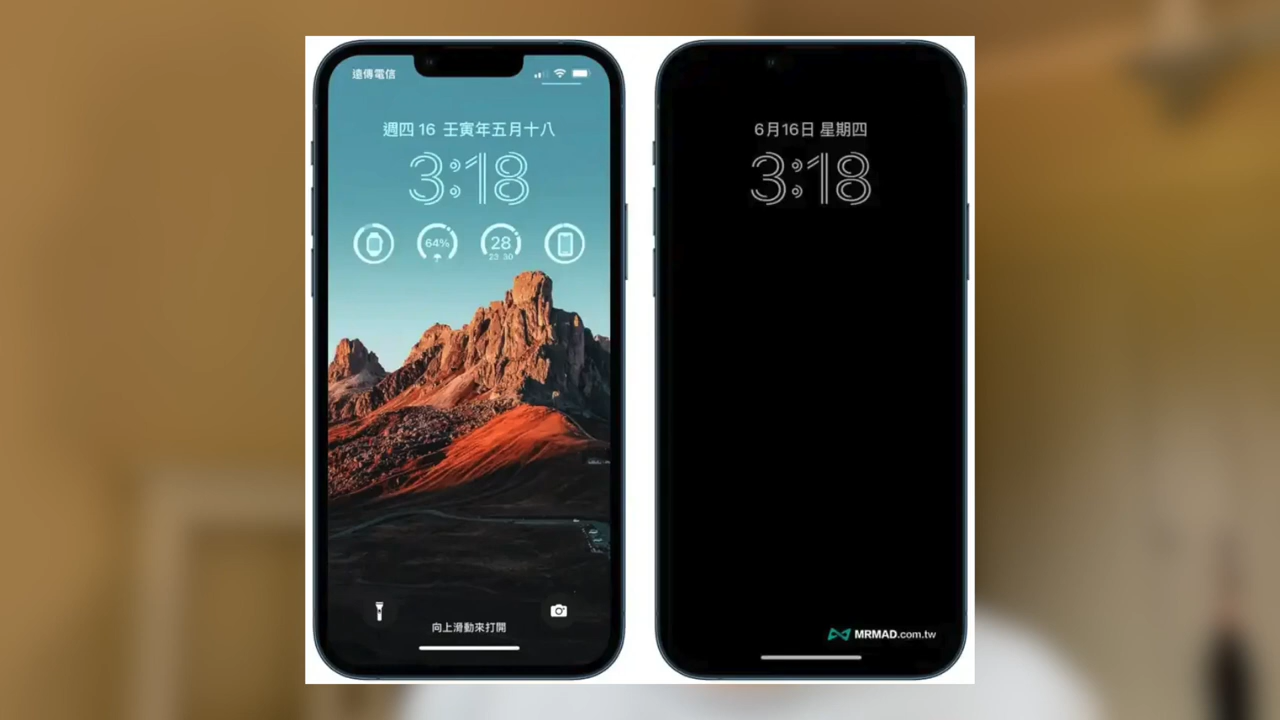 遠傳電信
週四 16 壬寅年五月十八
3:18
64%
28
23 30
向上滑動來打開
6月16日 星期四
3:18
MRMAD.com.tw